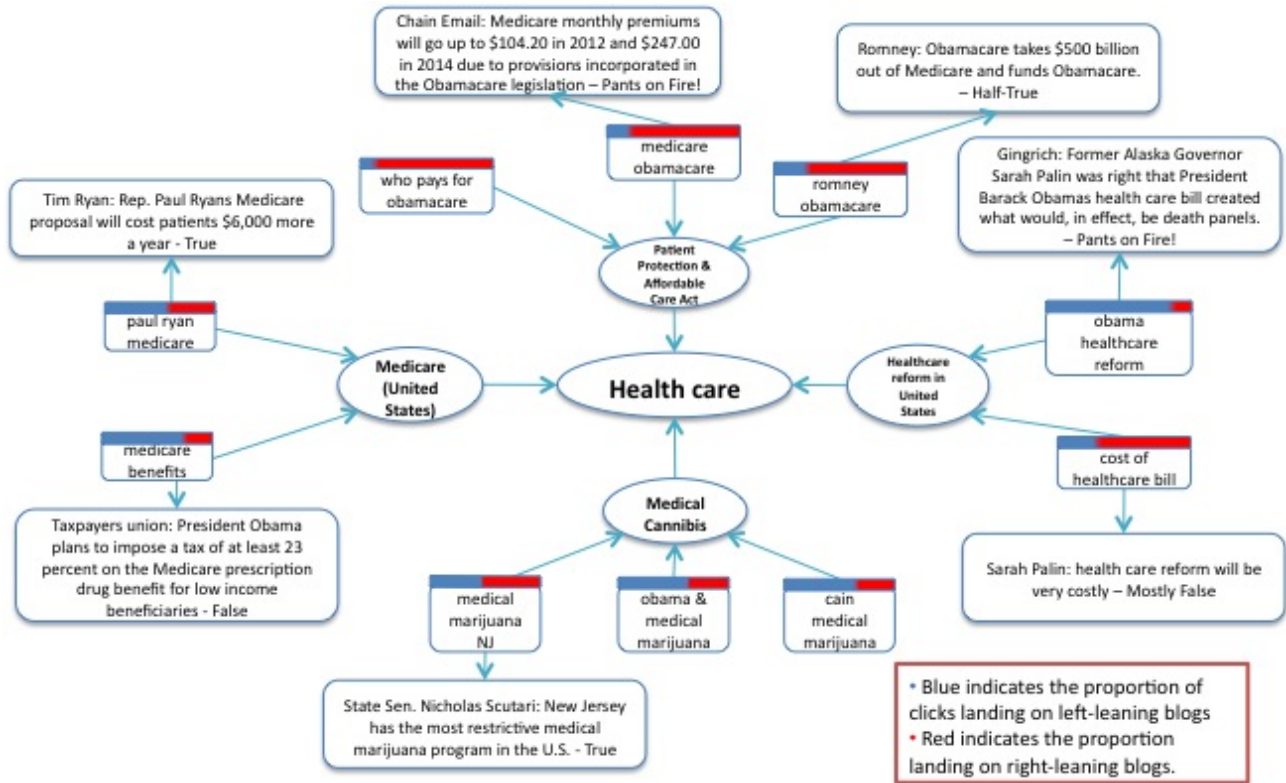 Chain Email: Medicare monthly premiums
will go up to $104.20 in 2012 and $247.00
in 2014 due to provisions incorporated in
the Obamacare legislation – Pants on Fire!
Romney: Obamacare takes $500 billion
out of Medicare and funds Obamacare.
– Half-True
medicare
obamacare
who pays for
obamacare
romney
obamacare
Gingrich: Former Alaska Governor
Sarah Palin was right that President
Barack Obamas health care bill created
what would, in effect, be death panels.
– Pants on Fire!
Tim Ryan: Rep. Paul Ryans Medicare
proposal will cost patients $6,000 more
a year - True
Patient
Protection &
Affordable
Care Act
paul ryan
medicare
obama
healthcare
reform
Medicare
(United
States)
Health care
Healthcare
reform in
United
States
medicare
benefits
cost of
healthcare bill
Medical
Cannibis
Taxpayers union: President Obama
plans to impose a tax of at least 23
percent on the Medicare prescription
drug benefit for low income
beneficiaries - False
Sarah Palin: health care reform will be
very costly – Mostly False
medical
marijuana
NJ
obama &
medical
marijuana
cain
medical
marijuana
State Sen. Nicholas Scutari: New Jersey
has the most restrictive medical
marijuana program in the U.S. - True
• Blue indicates the proportion of
clicks landing on left-leaning blogs
• Red indicates the proportion
landing on right-leaning blogs.